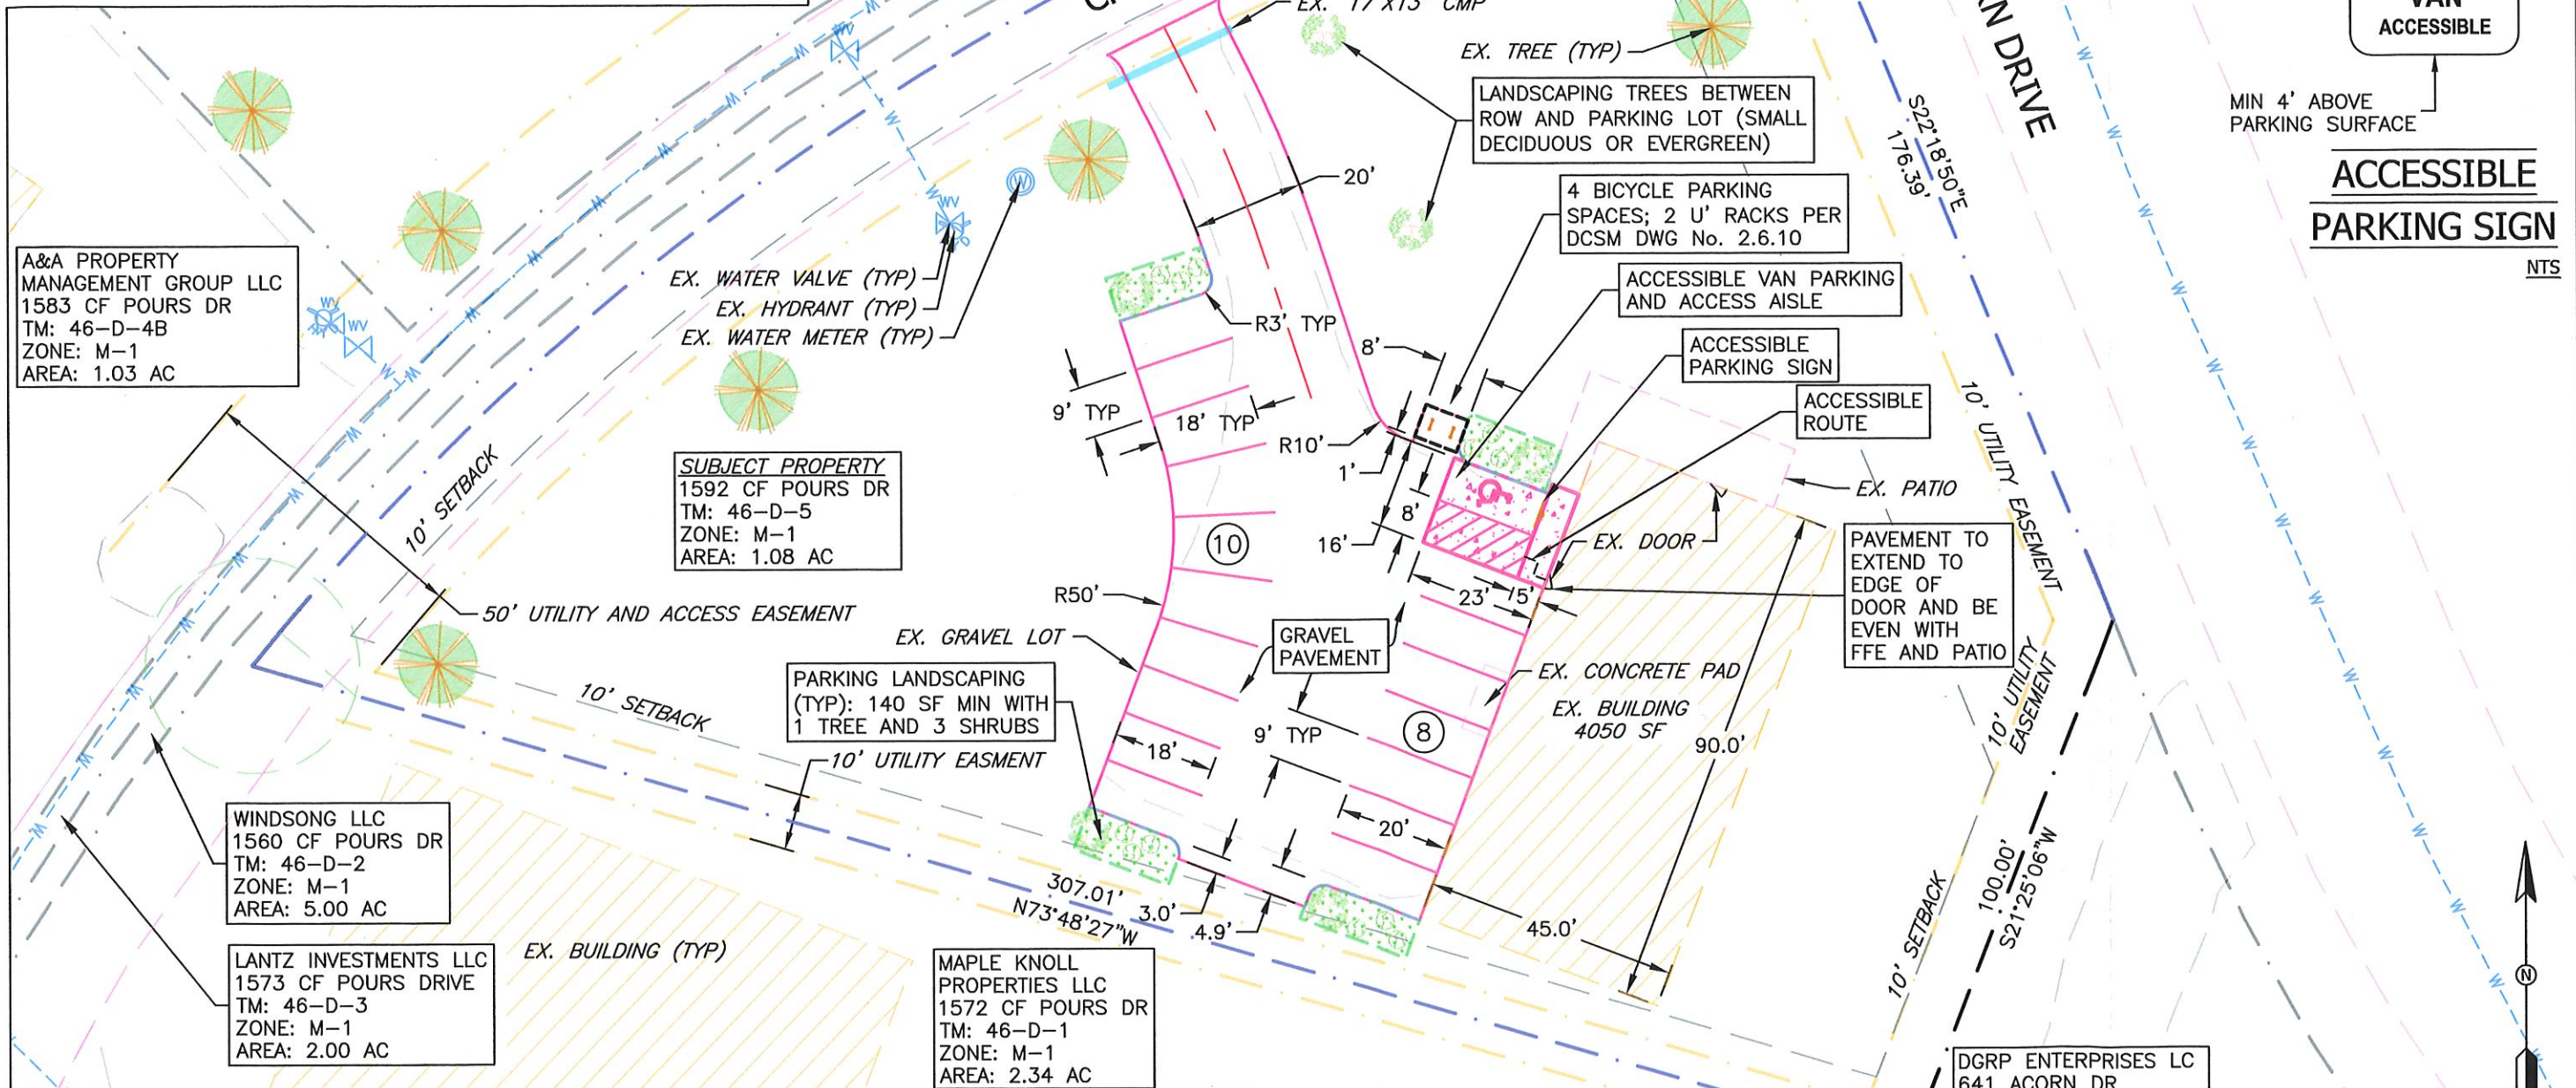 EX. 17"X13" CMP
EX. TREE (TYP)
LANDSCAPING TREES BETWEEN
ROW AND PARKING LOT (SMALL
DECIDUOUS OR EVERGREEN)
4 BICYCLE PARKING
SPACES; 2 U' RACKS PER
DCSM DWG No. 2.6.10
ACCESSIBLE VAN PARKING
AND ACCESS AISLE
ACCESSIBLE
PARKING SIGN
ACCESSIBLE
ROUTE
S22°18'50"E
176.39'
DRIVE
VAN
ACCESSIBLE
MIN 4' ABOVE
PARKING SURFACE
ACCESSIBLE
PARKING SIGN
NTS
A&A PROPERTY
MANAGEMENT GROUP LLC
1583 CF POURS DR
TM: 46-D-4B
ZONE: M-1
AREA: 1.03 AC
WV
WV
WV
WV
W
EX. WATER VALVE (TYP)
EX. HYDRANT (TYP)
EX. WATER METER (TYP)
20'
R3' TYP
9' TYP
18' TYP
8'
R10'
1'
8'
16'
23'
5'
10' SETBACK
SUBJECT PROPERTY
1592 CF POURS DR
TM: 46-D-5
ZONE: M-1
AREA: 1.08 AC
10
R50'
50' UTILITY AND ACCESS EASEMENT
EX. GRAVEL LOT
GRAVEL
PAVEMENT
EX. PATIO
EX. DOOR
PAVEMENT TO
EXTEND TO
EDGE OF
DOOR AND BE
EVEN WITH
FFE AND PATIO
10' UTILITY EASEMENT
10' UTILITY
EASEMENT
EX. CONCRETE PAD
EX. BUILDING
4050 SF
90.0'
PARKING LANDSCAPING
(TYP): 140 SF MIN WITH
1 TREE AND 3 SHRUBS
10' SETBACK
10' UTILITY EASMENT
18'
9' TYP
8
20'
45.0'
WINDSONG LLC
1560 CF POURS DR
TM: 46-D-2
ZONE: M-1
AREA: 5.00 AC
LANTZ INVESTMENTS LLC
1573 CF POURS DRIVE
TM: 46-D-3
ZONE: M-1
AREA: 2.00 AC
EX. BUILDING (TYP)
307.01'
N73°48'27"W
3.0'
4.9'
MAPLE KNOLL
PROPERTIES LLC
1572 CF POURS DR
TM: 46-D-1
ZONE: M-1
AREA: 2.34 AC
10' SETBACK
100.00'
S21°25'06"W
N
DGRP ENTERPRISES LC
641 ACORN DR